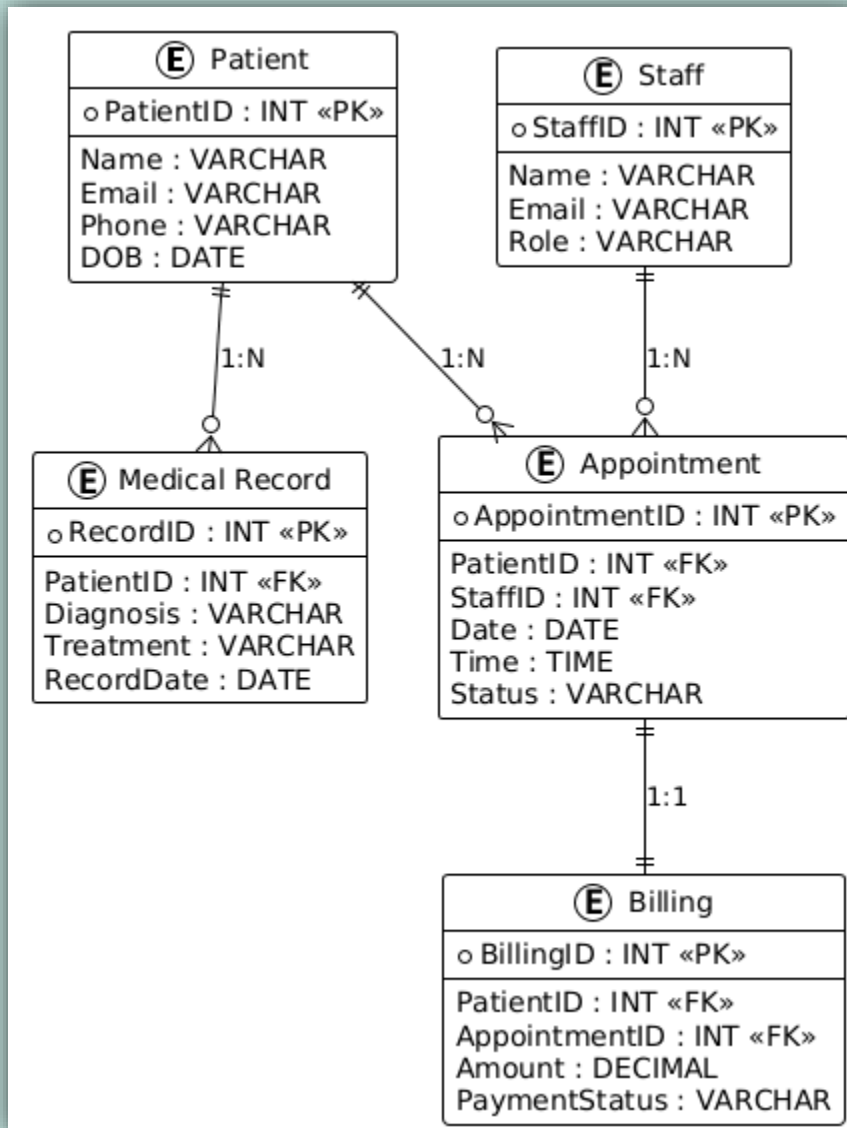 E Patient
PatientID : INT «PK»
Name : VARCHAR
Email : VARCHAR
Phone : VARCHAR
DOB : DATE
E Staff
StaffID : INT «PK»
Name : VARCHAR
Email : VARCHAR
Role : VARCHAR
1:N
1:N
1:N
E Medical Record
RecordID : INT «PK»
PatientID : INT «FK»
Diagnosis : VARCHAR
Treatment : VARCHAR
RecordDate : DATE
E Appointment
AppointmentID : INT «PK»
PatientID : INT «FK»
StaffID : INT «FK»
Date : DATE
Time : TIME
Status : VARCHAR
1:1
E Billing
BillingID : INT «PK»
PatientID : INT «FK»
AppointmentID : INT «FK»
Amount : DECIMAL
PaymentStatus : VARCHAR